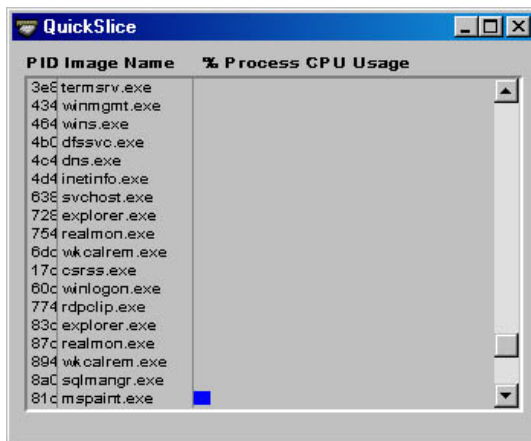 QuickSlice
PID Image Name % Process CPU Usage
3e8 termsrv.exe
434 winmgmt.exe
464 wins.exe
4b0 dfssvc.exe
4c4 dns.exe
4d4 inetinfo.exe
638 svchost.exe
728 explorer.exe
754 realmon.exe
6dc wkcalrem.exe
17c csrss.exe
60c winlogon.exe
774 rdpclip.exe
83c explorer.exe
87c realmon.exe
894 wkcalrem.exe
8a0 sqlmangr.exe
81c mspaint.exe